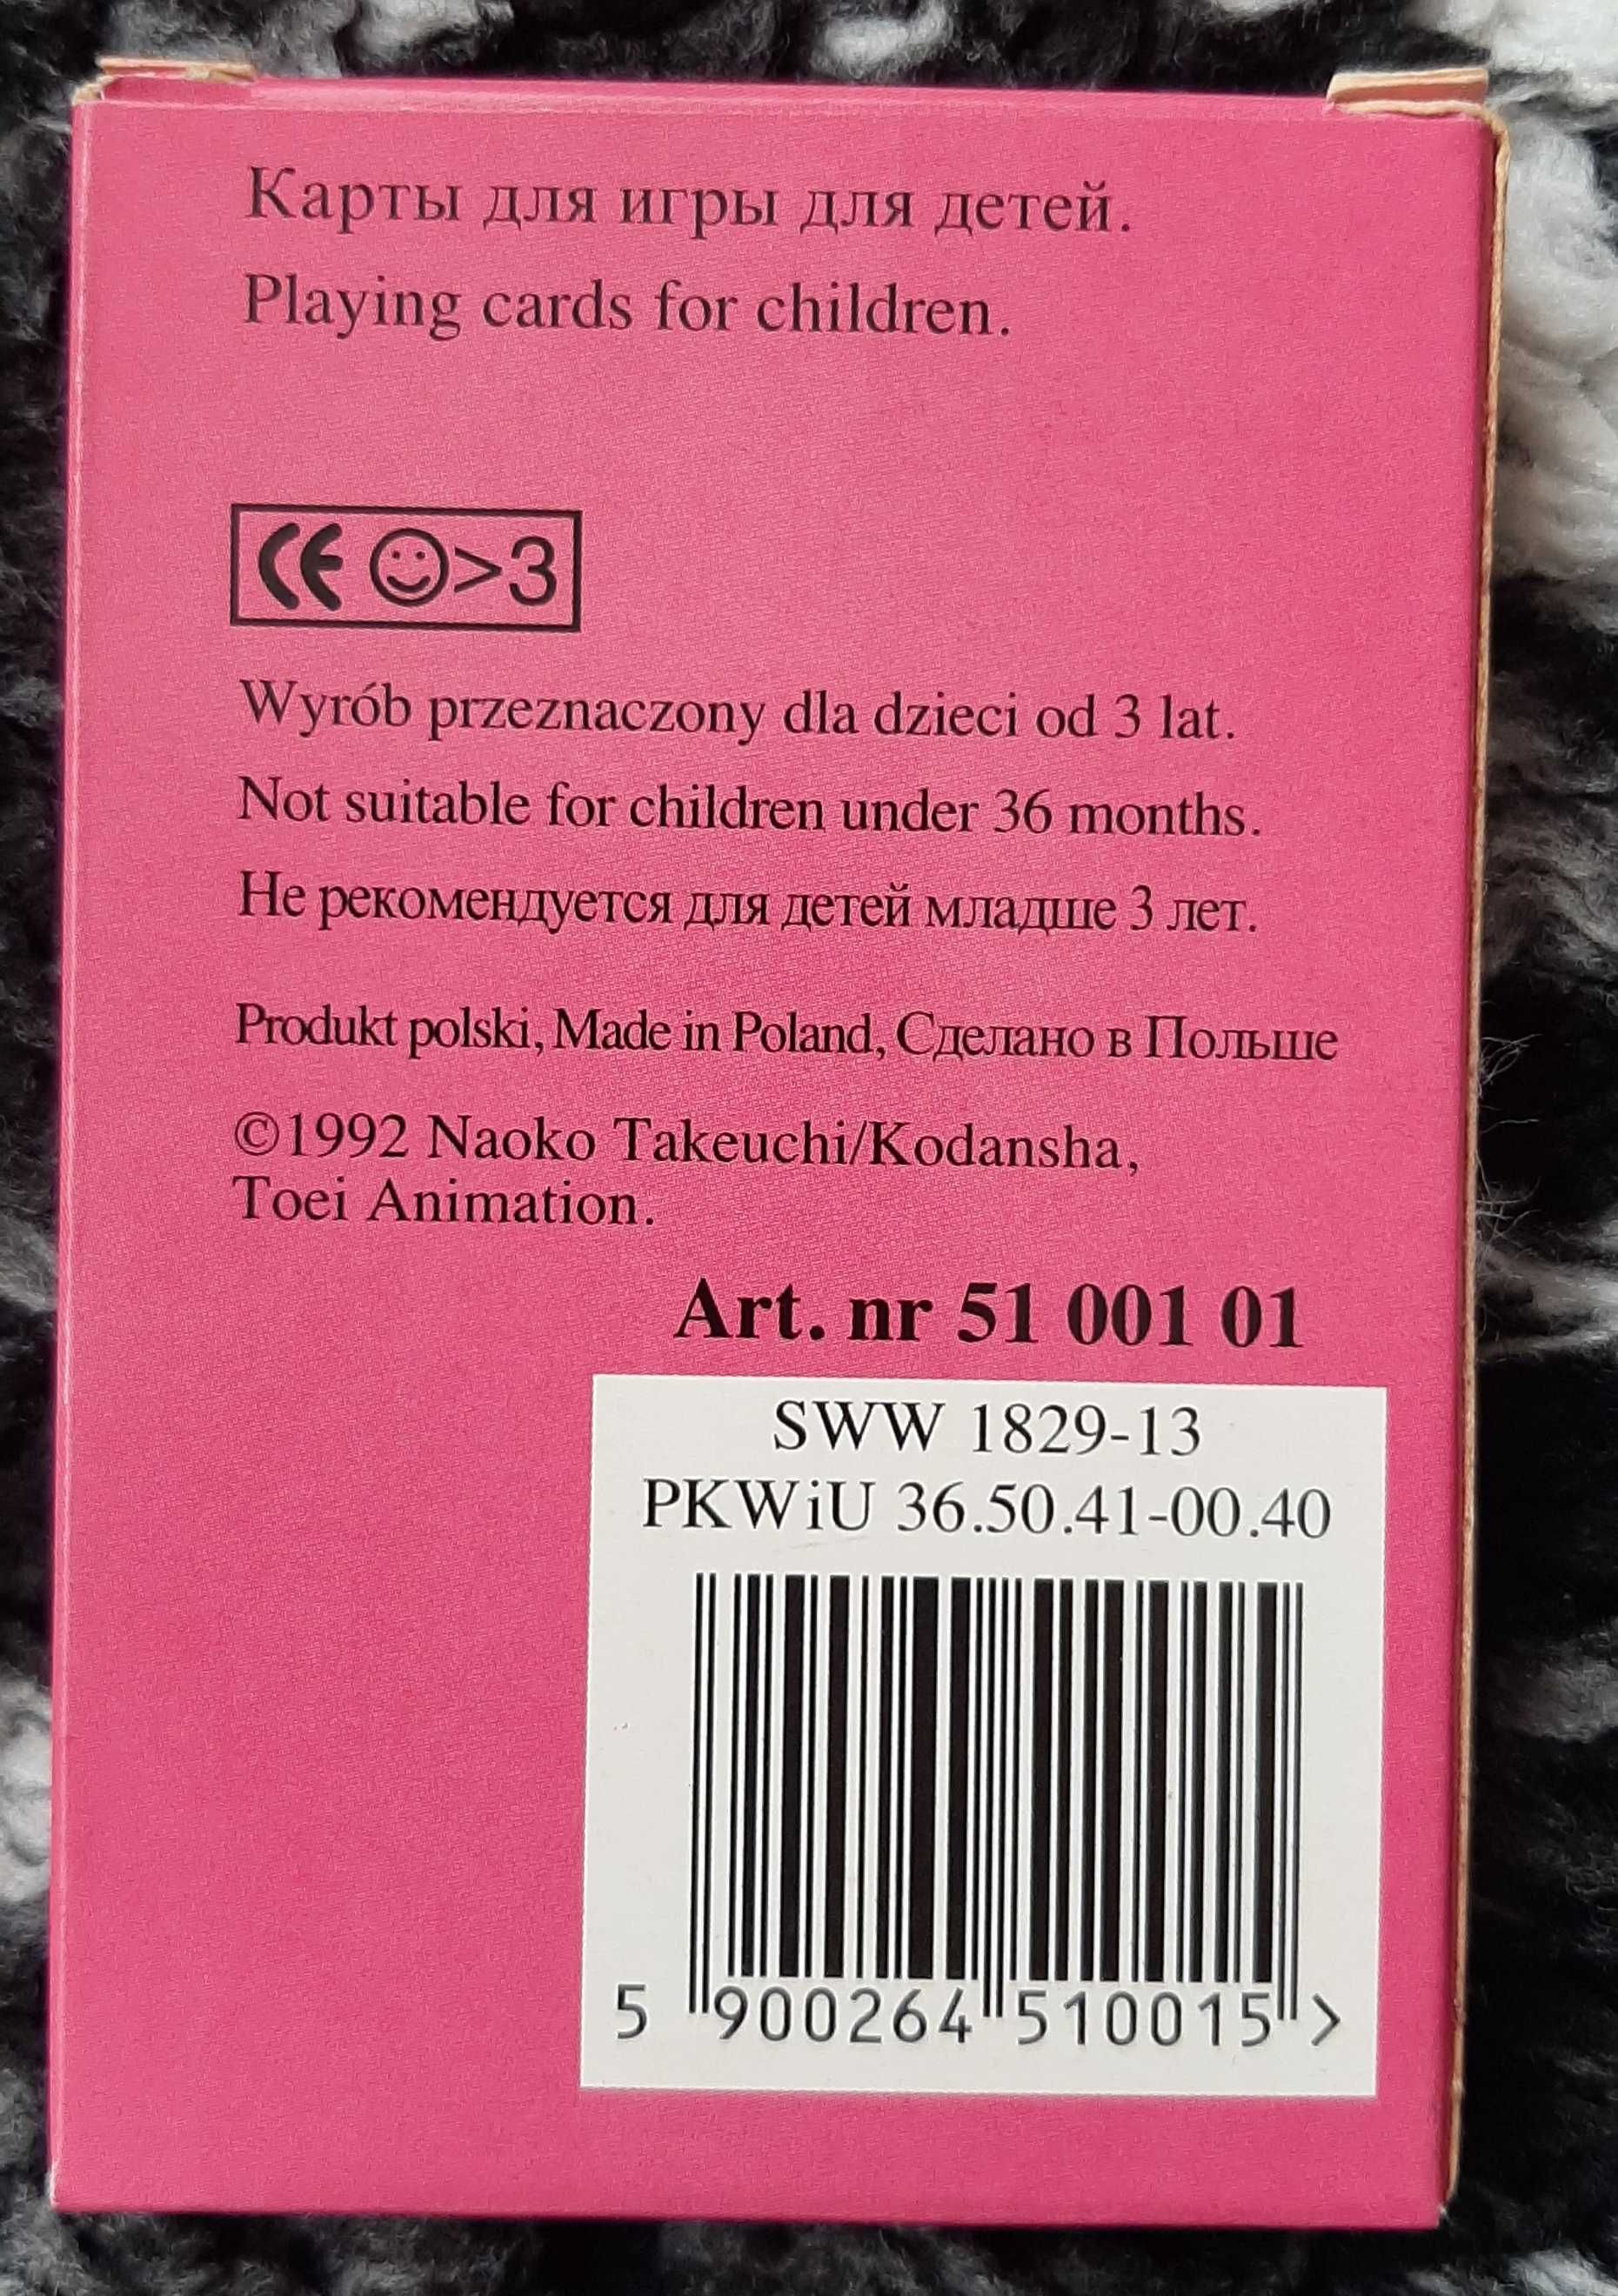 Карты для игры для детей.
Playing cards for children.
CE >3
Wyrób przeznaczony dla dzieci od 3 lat.
Not suitable for children under 36 months.
Не рекомендуется для детей младше 3 лет.
Produkt polski, Made in Poland, Сделано в Польше
©1992 Naoko Takeuchi/Kodansha,
Toei Animation.
Art. nr 51 001 01
SWW 1829-13
PKWiU 36.50.41-00.40
5 900264 510015 >